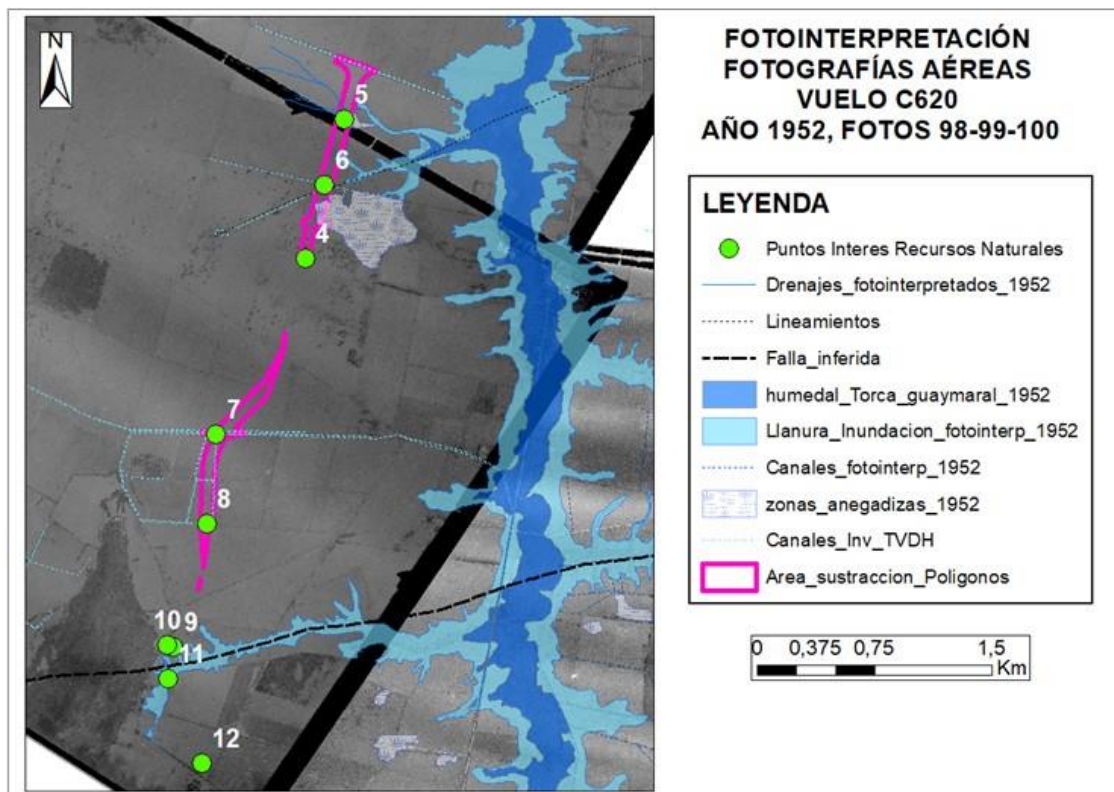 N
5
6
4
7
8
10 9
11
12
FOTOINTERPRETACIÓN
FOTOGRAFÍAS AÉREAS
VUELO C620
AÑO 1952, FOTOS 98-99-100
LEYENDA
Puntos Interes Recursos Naturales
Drenajes_fotointerpretados_1952
Lineamientos
Falla_inferida
humedal_Torca_guaymaral_1952
Llanura_Inundacion_fotointerp_1952
Canales_fotointerp_1952
zonas_anegadizas_1952
Canales_Inv_TVDH
Área_sustraccion_Poligonos
0 0,375 0,75 1,5
Km